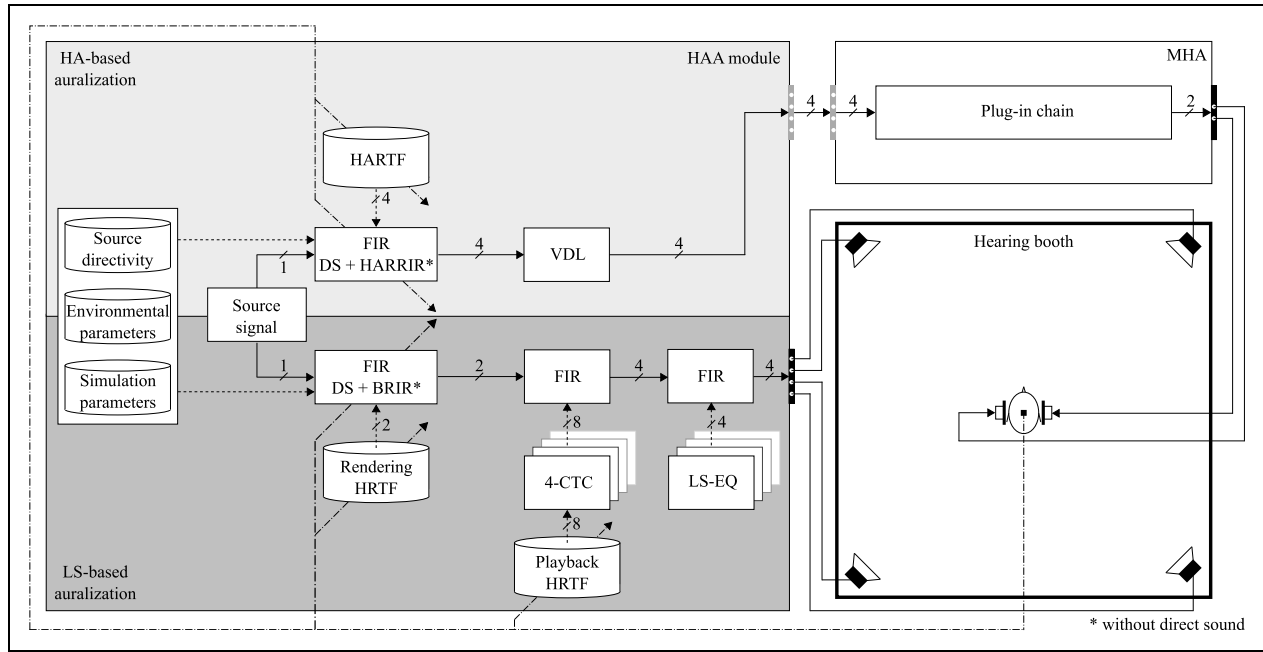 HA-based
auralization
HAA module
MHA
4
4
Plug-in chain
2
HARTF
4
Source
directivity
FIR
DS + HARRIR*
4
VDL
4
Hearing booth
1
Environmental
parameters
Source
signal
Simulation
parameters
1
FIR
DS + BRIR*
2
FIR
4
FIR
4
2
8
4
Rendering
HRTF
4-CTC
LS-EQ
8
Playback
HRTF
LS-based
auralization
* without direct sound